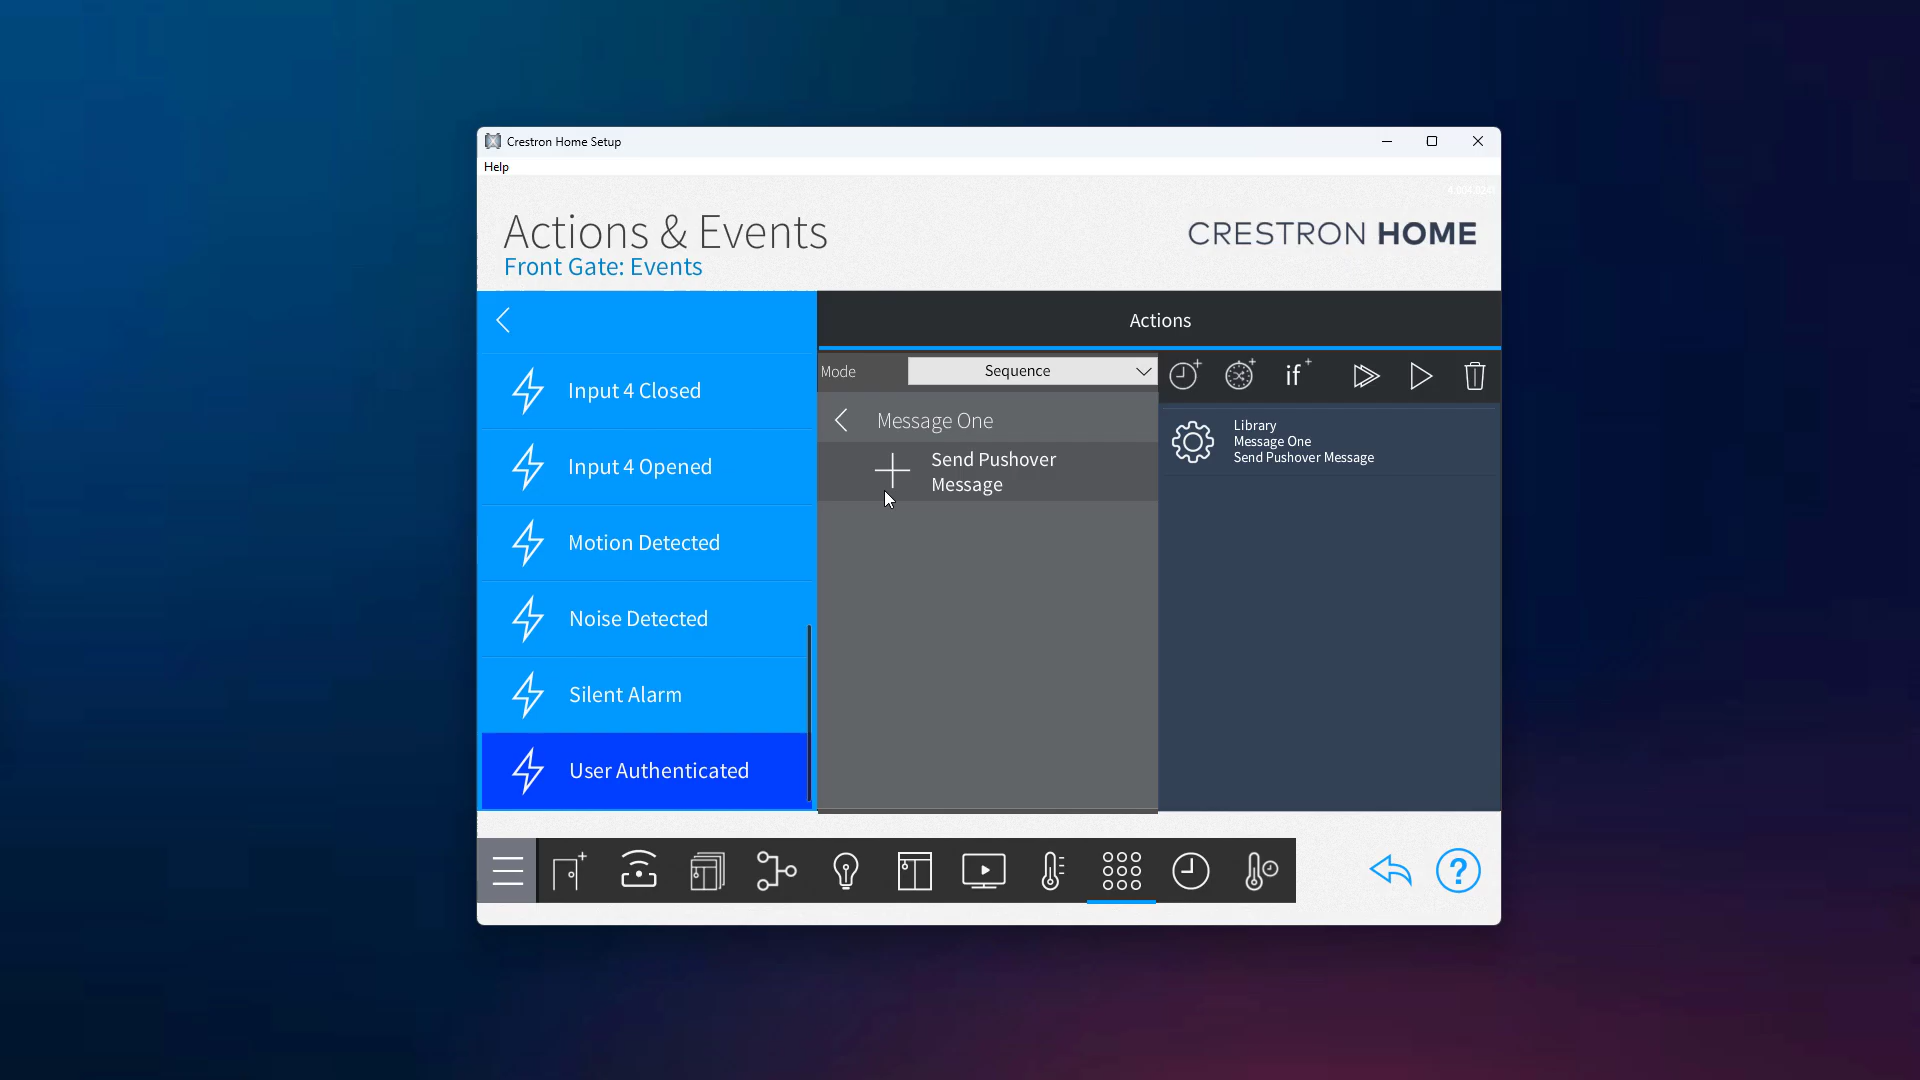 Crestron Home Setup
Help
Actions & Events
Front Gate: Events
CRESTRON HOME
Actions
Mode
Sequence
if
Message One
Send Pushover
Message
Library
Message One
Send Pushover Message
Input 4 Closed
Input 4 Opened
Motion Detected
Noise Detected
Silent Alarm
User Authenticated
?